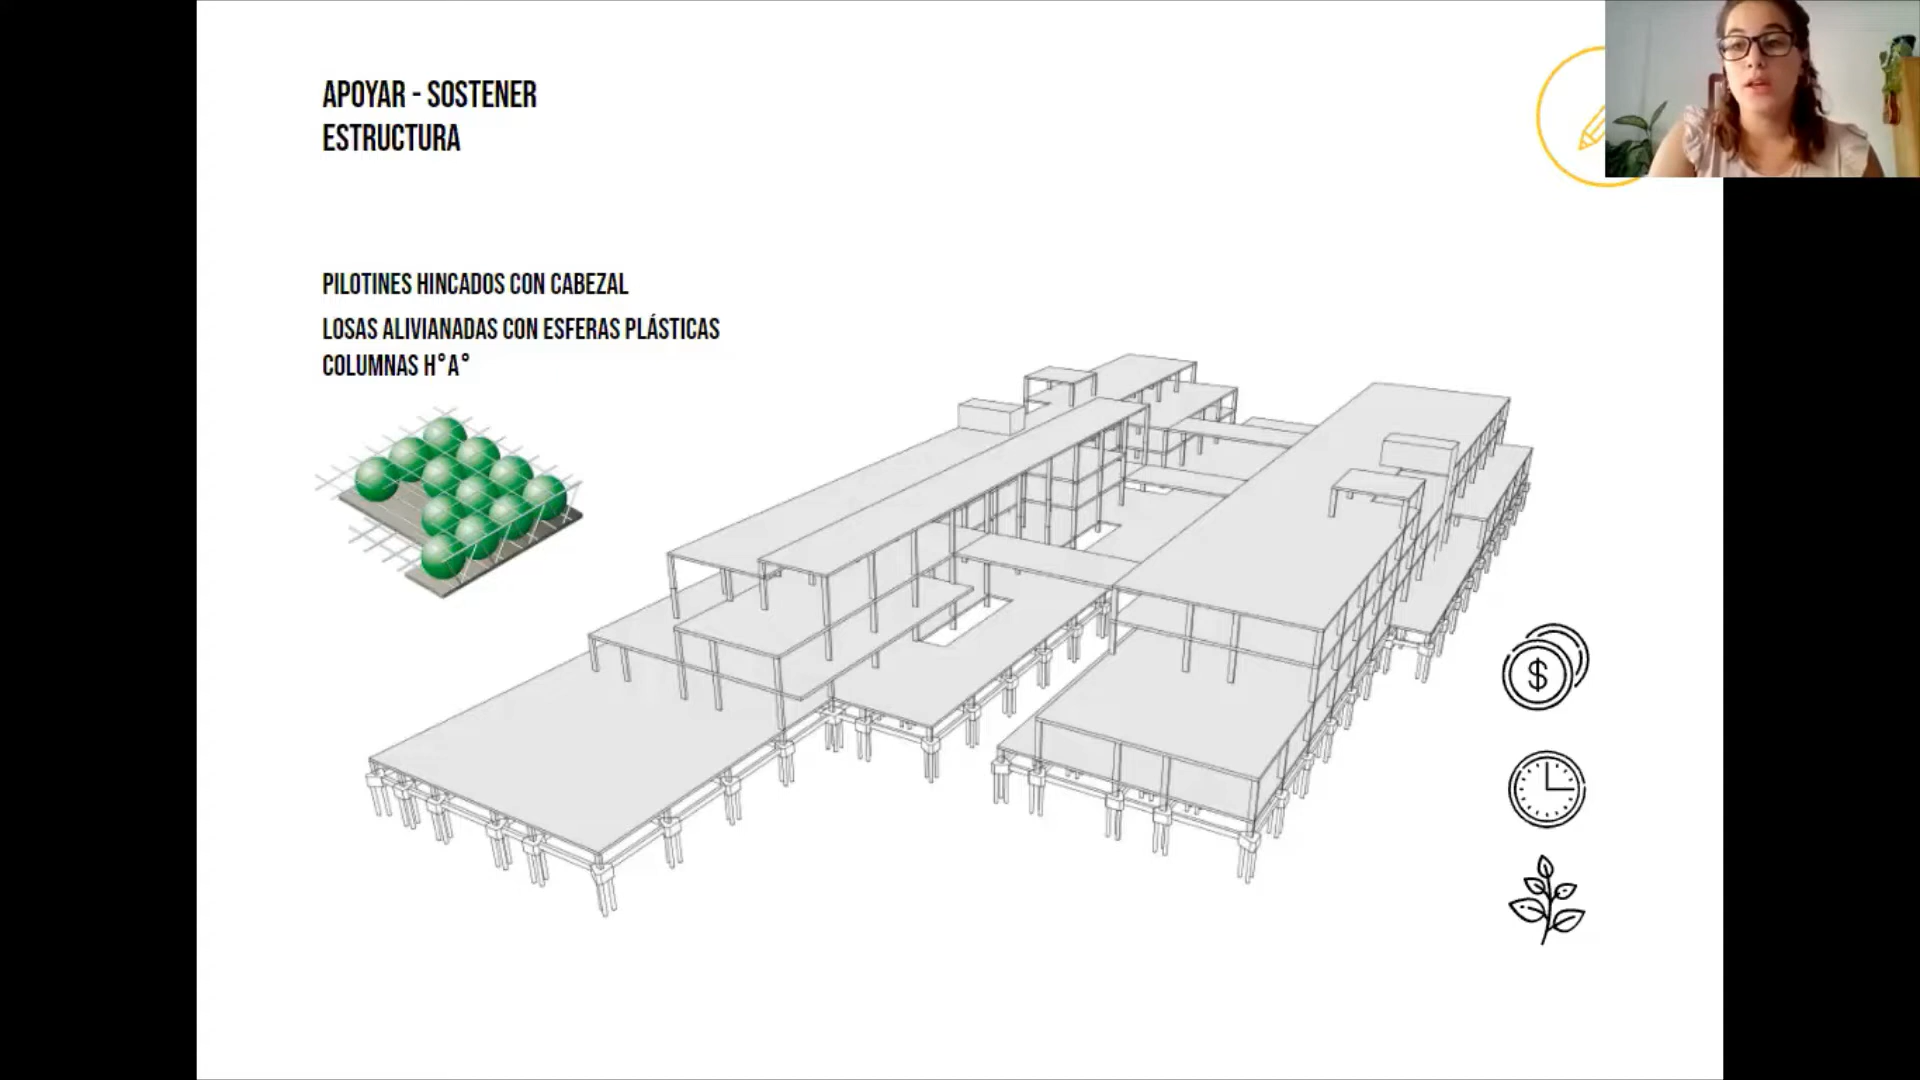 APOYAR - SOSTENER
ESTRUCTURA
PILOTINES HINCADOS CON CABEZAL
LOSAS ALIVIANADAS CON ESFERAS PLÁSTICAS
COLUMNAS H°A°
$